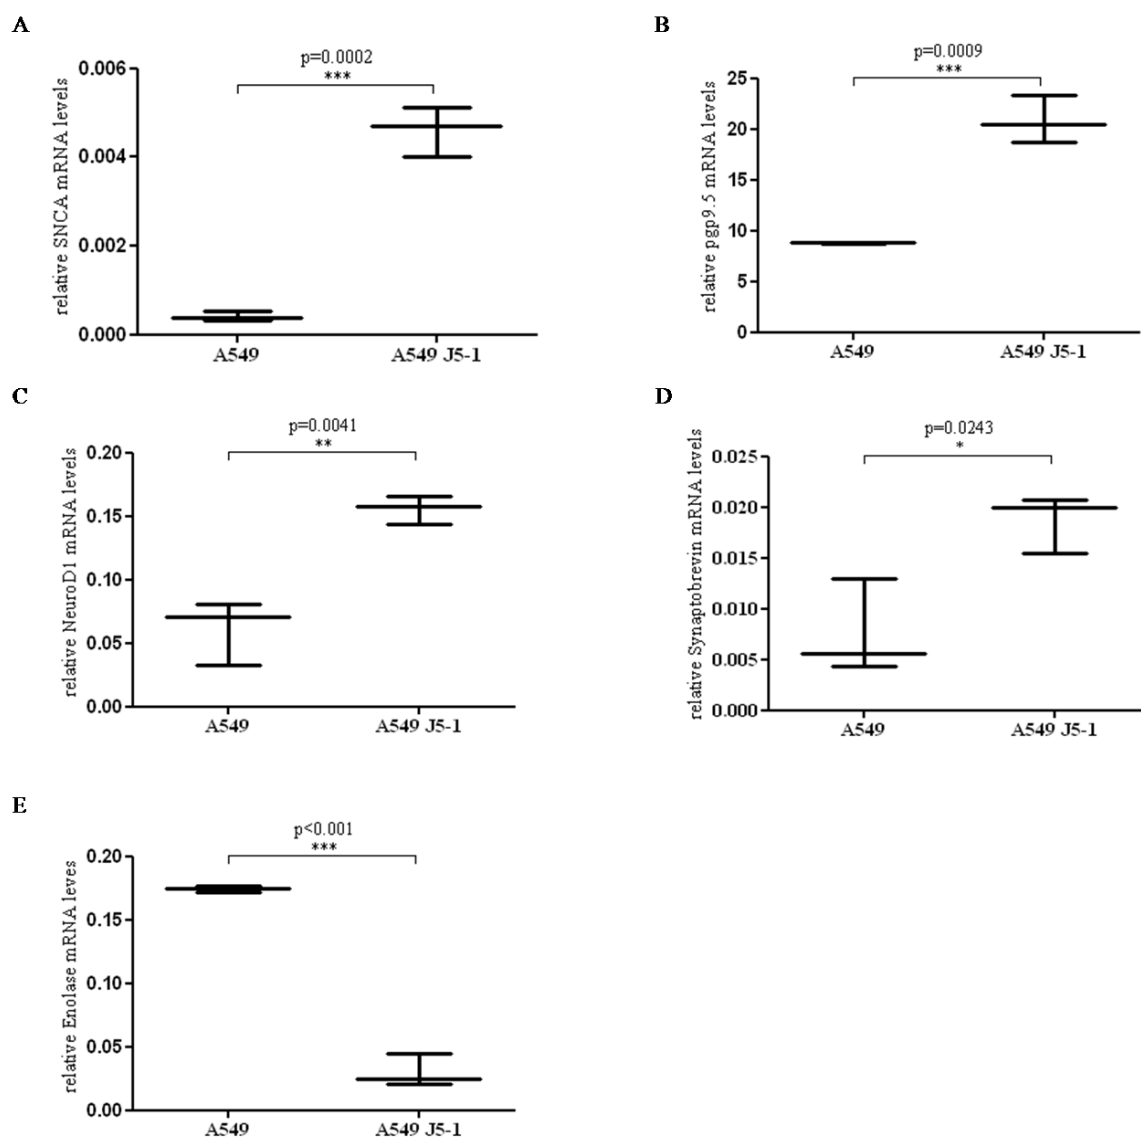 A
p=0.0002
***
relative SNCA mRNA levels
0.006
0.004
0.002
0.000
A549
A549 J5-1
B
p=0.0009
***
relative pgp9.5 mRNA levels
25
20
15
10
5
0
A549
A549 J5-1
C
p=0.0041
**
relative NeuroD1 mRNA levels
0.20
0.15
0.10
0.05
0.00
A549
A549 J5-1
D
p=0.0243
*
relative Synaptobrevin mRNA levels
0.025
0.020
0.015
0.010
0.005
0.000
A549
A549 J5-1
E
p<0.001
***
relative Enolase mRNA leves
0.20
0.15
0.10
0.05
0.00
A549
A549 J5-1